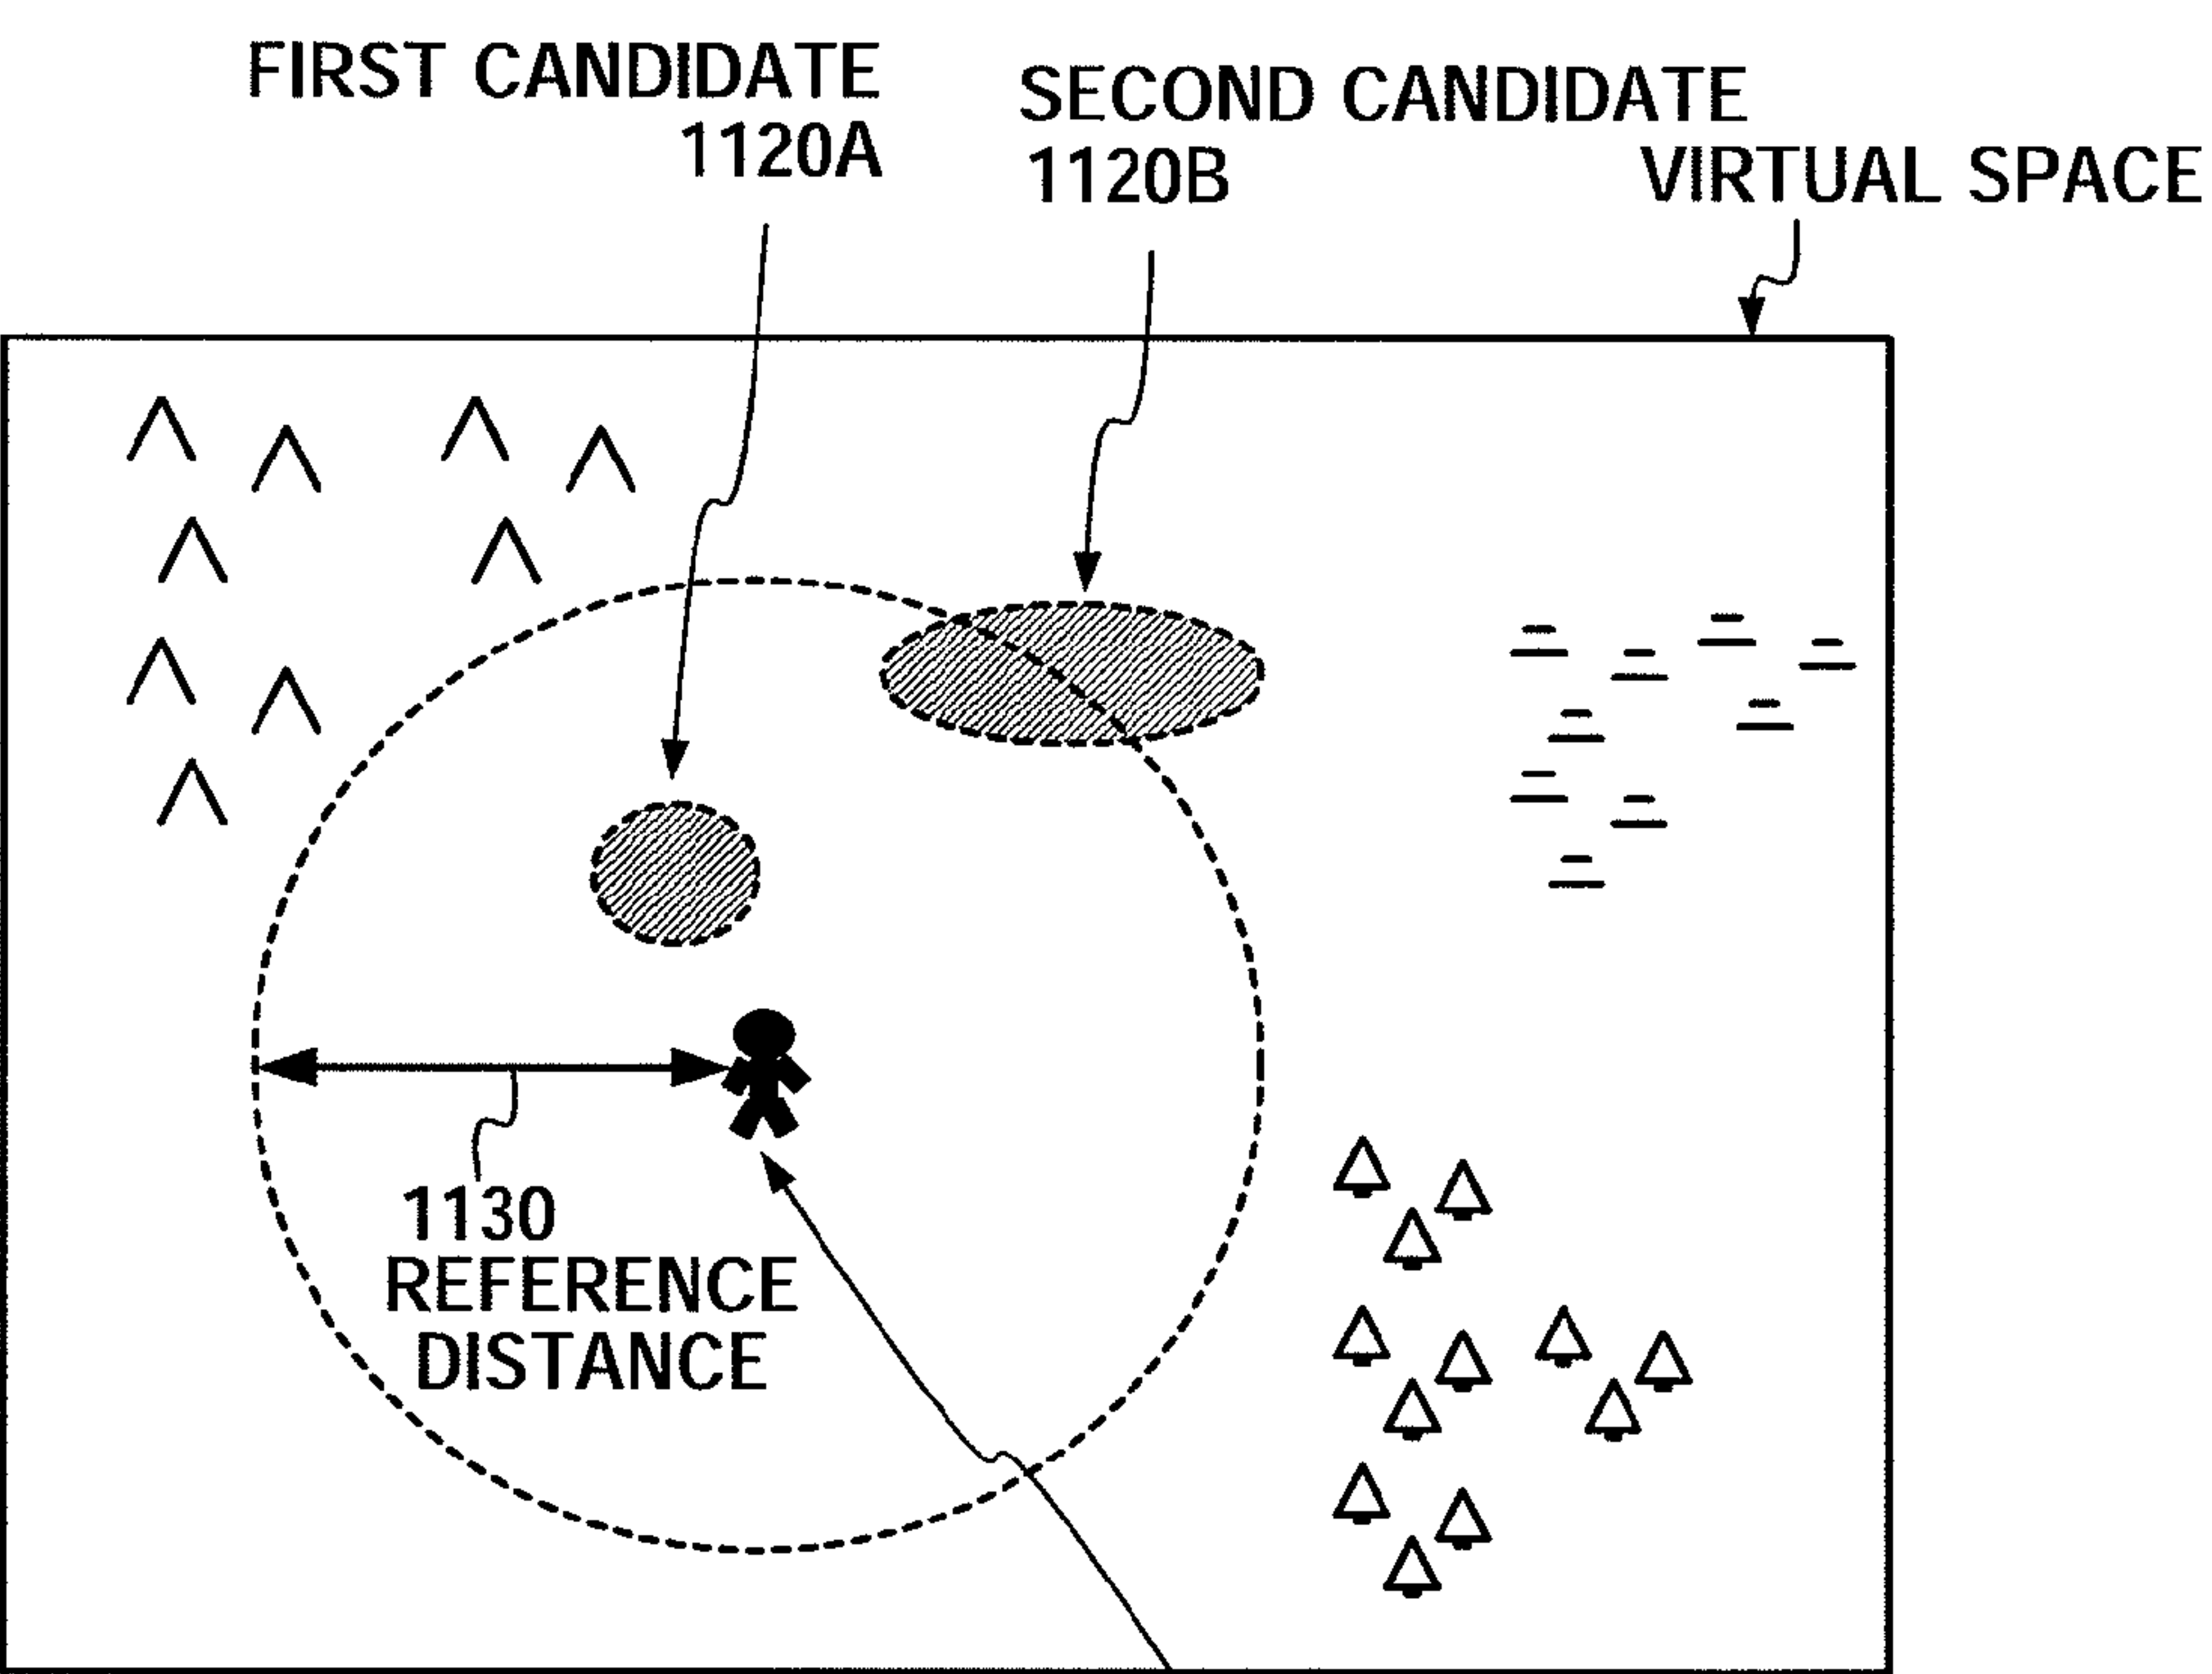 FIRST CANDIDATE
1120A
SECOND CANDIDATE
1120B
VIRTUAL SPACE
1130
REFERENCE
DISTANCE